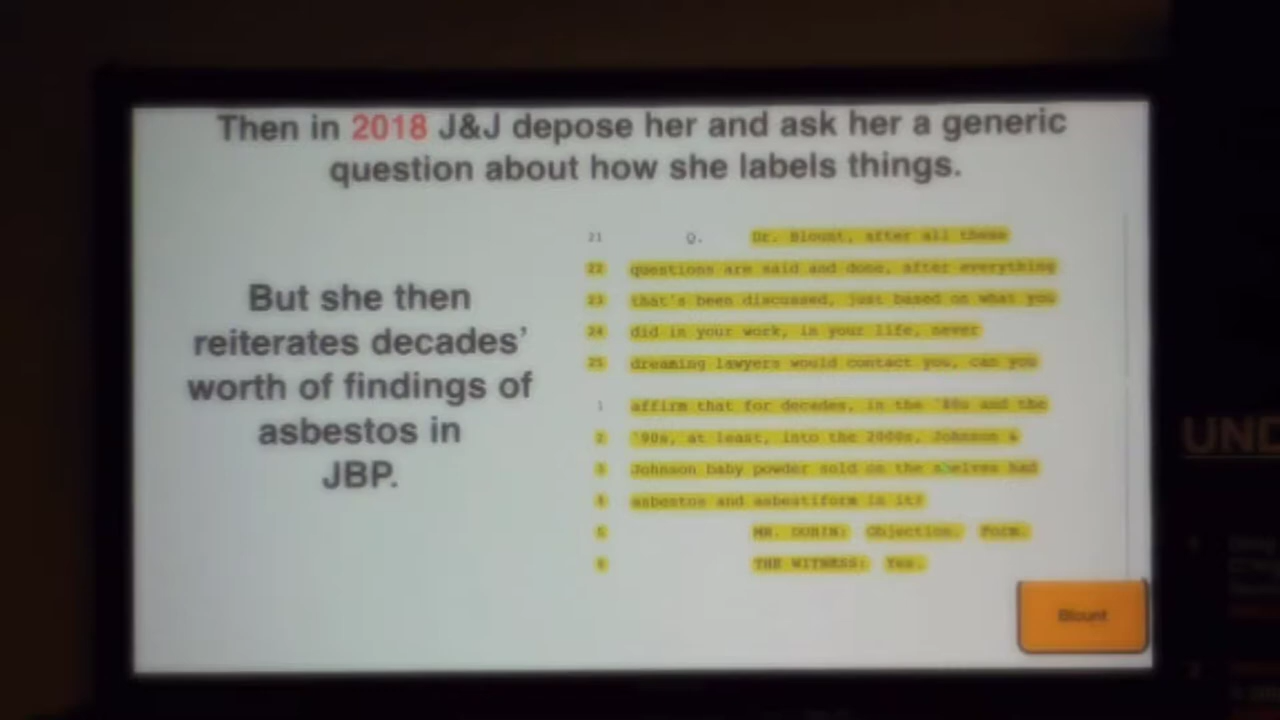 Then in 2018 J&J depose her and ask her a generic
question about how she labels things.
But she then
reiterates decades'
worth of findings of
asbestos in
JBP.
21 Q. Dr. Blount, after all these
22 questions are said and done, after everything
23 that's been discussed, just based on what you
24 did in your work, in your life, never
25 dreaming lawyers would contact you, can you
1 affirm that for decades, in the '80s and the
2 '90s, at least, into the 2000s, Johnson &
3 Johnson baby powder sold on the shelves had
4 asbestos and asbestiform in it?
5 MR. DUBIN: Objection. Form.
6 THE WITNESS: Yes.
Blount
UND